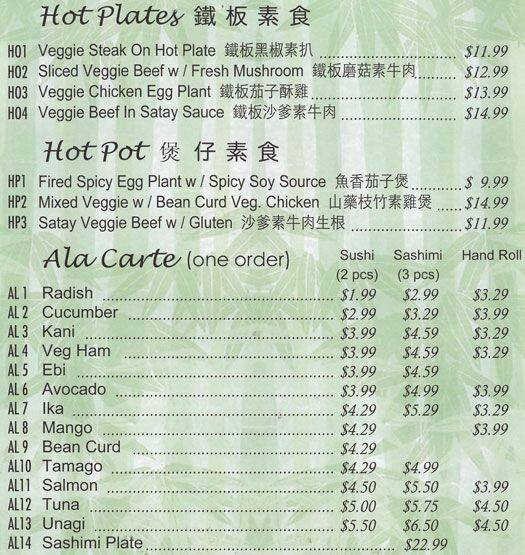 Hot Plates 鐵板素食
H01 Veggie Steak On Hot Plate 鐵板黑椒素扒 $11.99
H02 Sliced Veggie Beef w / Fresh Mushroom 鐵板磨菇素牛肉 $12.99
H03 Veggie Chicken Egg Plant 鐵板茄子酥雞 $13.99
H04 Veggie Beef In Satay Sauce 鐵板沙爹素牛肉 $14.99
Hot Pot 煲仔素食
HP1 Fired Spicy Egg Plant w / Spicy Soy Source 魚香茄子煲 $ 9.99
HP2 Mixed Veggie w / Bean Curd Veg. Chicken 山藥枝竹素雞煲 $14.99
HP3 Satay Veggie Beef w / Gluten 沙爹素牛肉生根 $11.99
Ala Carte (one order) Sushi (2 pcs) Sashimi (3 pcs) Hand Roll
AL1 Radish $1.99 $2.99 $3.29
AL2 Cucumber $2.99 $3.29 $3.99
AL3 Kani $3.99 $4.59 $3.29
AL4 Veg Ham $3.99 $4.59 $3.29
AL5 Ebi $3.99 $4.59
AL6 Avocado $3.99 $4.99 $3.99
AL7 Ika $4.29 $5.29 $3.29
AL8 Mango $4.29 $3.99
AL9 Bean Curd $4.29
AL10 Tamago $4.29 $4.99
AL11 Salmon $4.50 $5.50 $3.99
AL12 Tuna $5.00 $5.75 $4.50
AL13 Unagi $5.50 $6.50 $4.50
AL14 Sashimi Plate $22.99